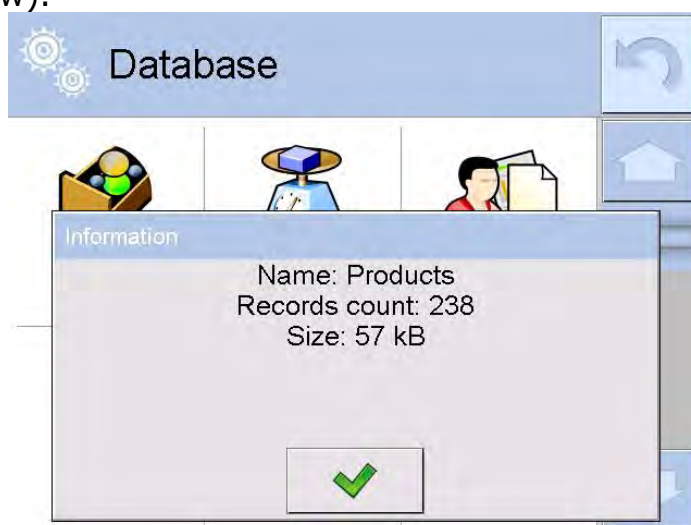 w).
Database
Information
Name: Products
Records count: 238
Size: 57 kB